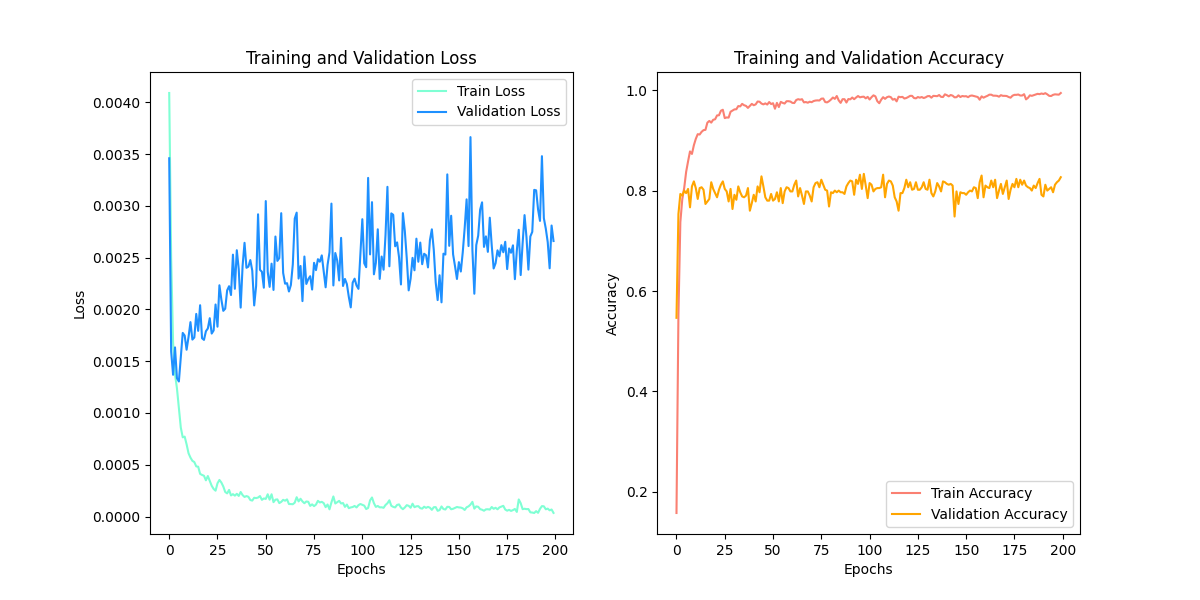 Training and Validation Loss
Train Loss
Validation Loss
0.0040
0.0035
0.0030
0.0025
0.0020
0.0015
0.0010
0.0005
0.0000
Loss
0 25 50 75 100 125 150 175 200
Epochs
Training and Validation Accuracy
1.0
0.8
0.6
0.4
0.2
Accuracy
Train Accuracy
Validation Accuracy
0 25 50 75 100 125 150 175 200
Epochs